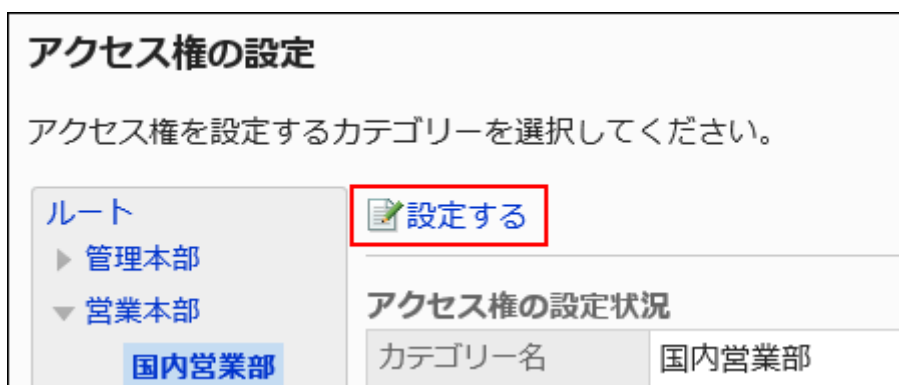 アクセス権の設定
アクセス権を設定するカテゴリーを選択してください。
ルート
管理本部
営業本部
国内営業部
設定する
アクセス権の設定状況
カテゴリー名 国内営業部